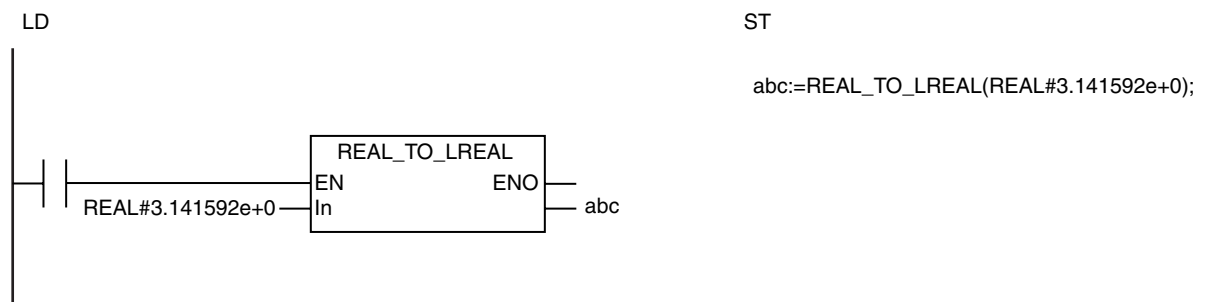 LD
ST
abc:=REAL_TO_LREAL(REAL#3.141592e+0);
REAL_TO_LREAL
EN ENO
REAL#3.141592e+0 In abc